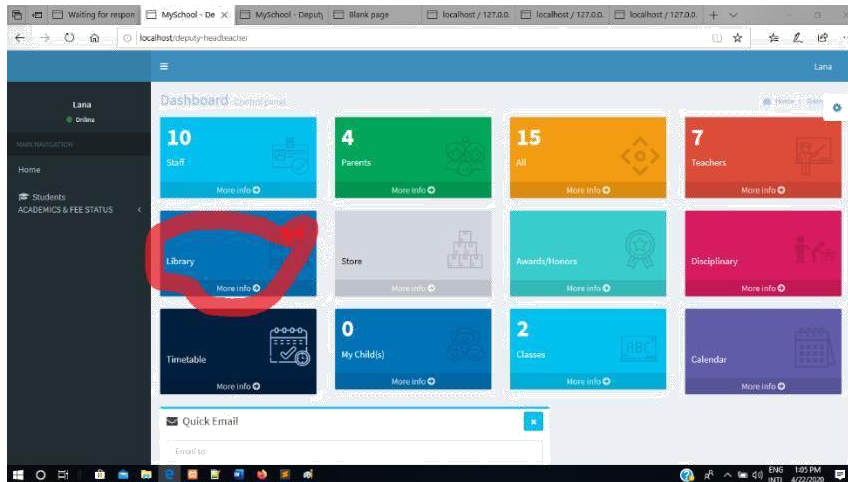 Waiting for respon MySchool - De MySchool - Deputy Blank page localhost / 127.0.0. localhost / 127.0.0. localhost / 127.0.0.
localhost/deputy-headteacher
Lana
Lana
Online
Dashboard Control panel
Home
MAIN NAVIGATION
Home
Students
ACADEMICS & FEE STATUS
10
Staff
More info
4
Parents
More info
15
All
More info
7
Teachers
More info
Library
More info
Store
More info
Awards/Honors
More info
Disciplinary
More info
Timetable
More info
0
My Child(s)
More info
2
Classes
ABC
More info
Calendar
More info
Quick Email
Email to:
ENG 1:05 PM
INTL 4/22/2020